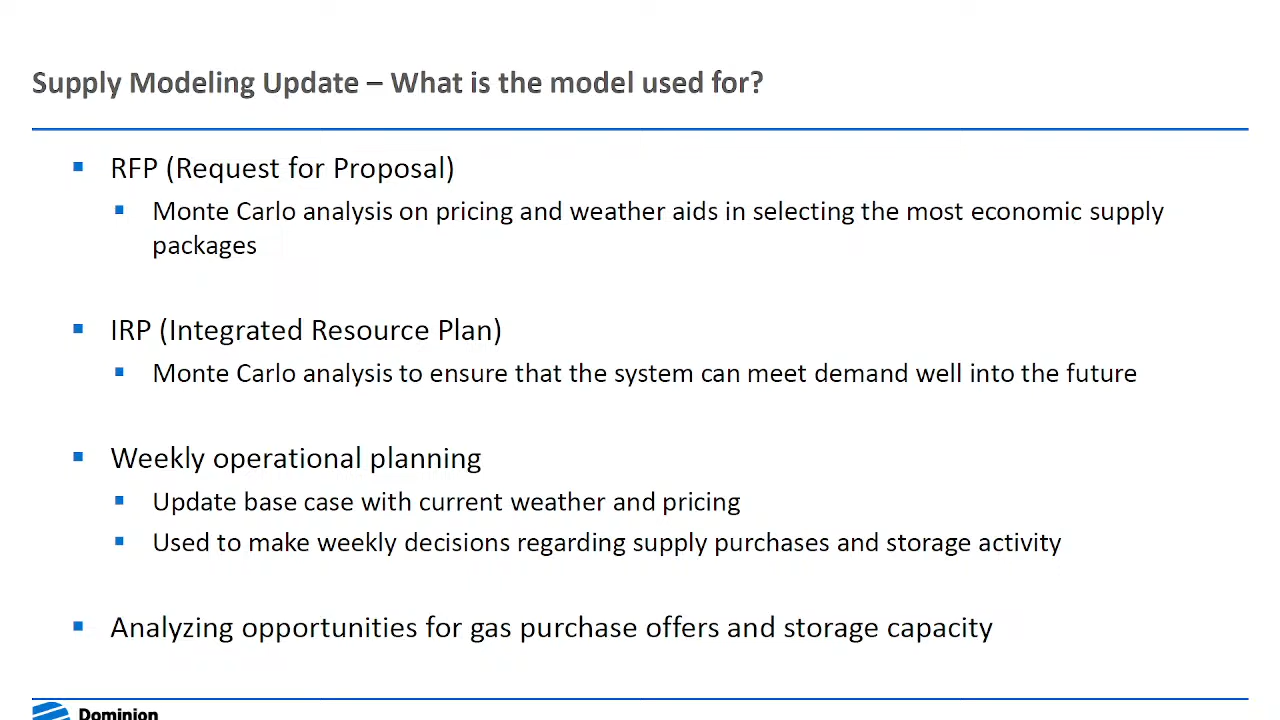 Supply Modeling Update – What is the model used for?
RFP (Request for Proposal)
Monte Carlo analysis on pricing and weather aids in selecting the most economic supply
packages
IRP (Integrated Resource Plan)
Monte Carlo analysis to ensure that the system can meet demand well into the future
Weekly operational planning
Update base case with current weather and pricing
Used to make weekly decisions regarding supply purchases and storage activity
Analyzing opportunities for gas purchase offers and storage capacity
Dominion